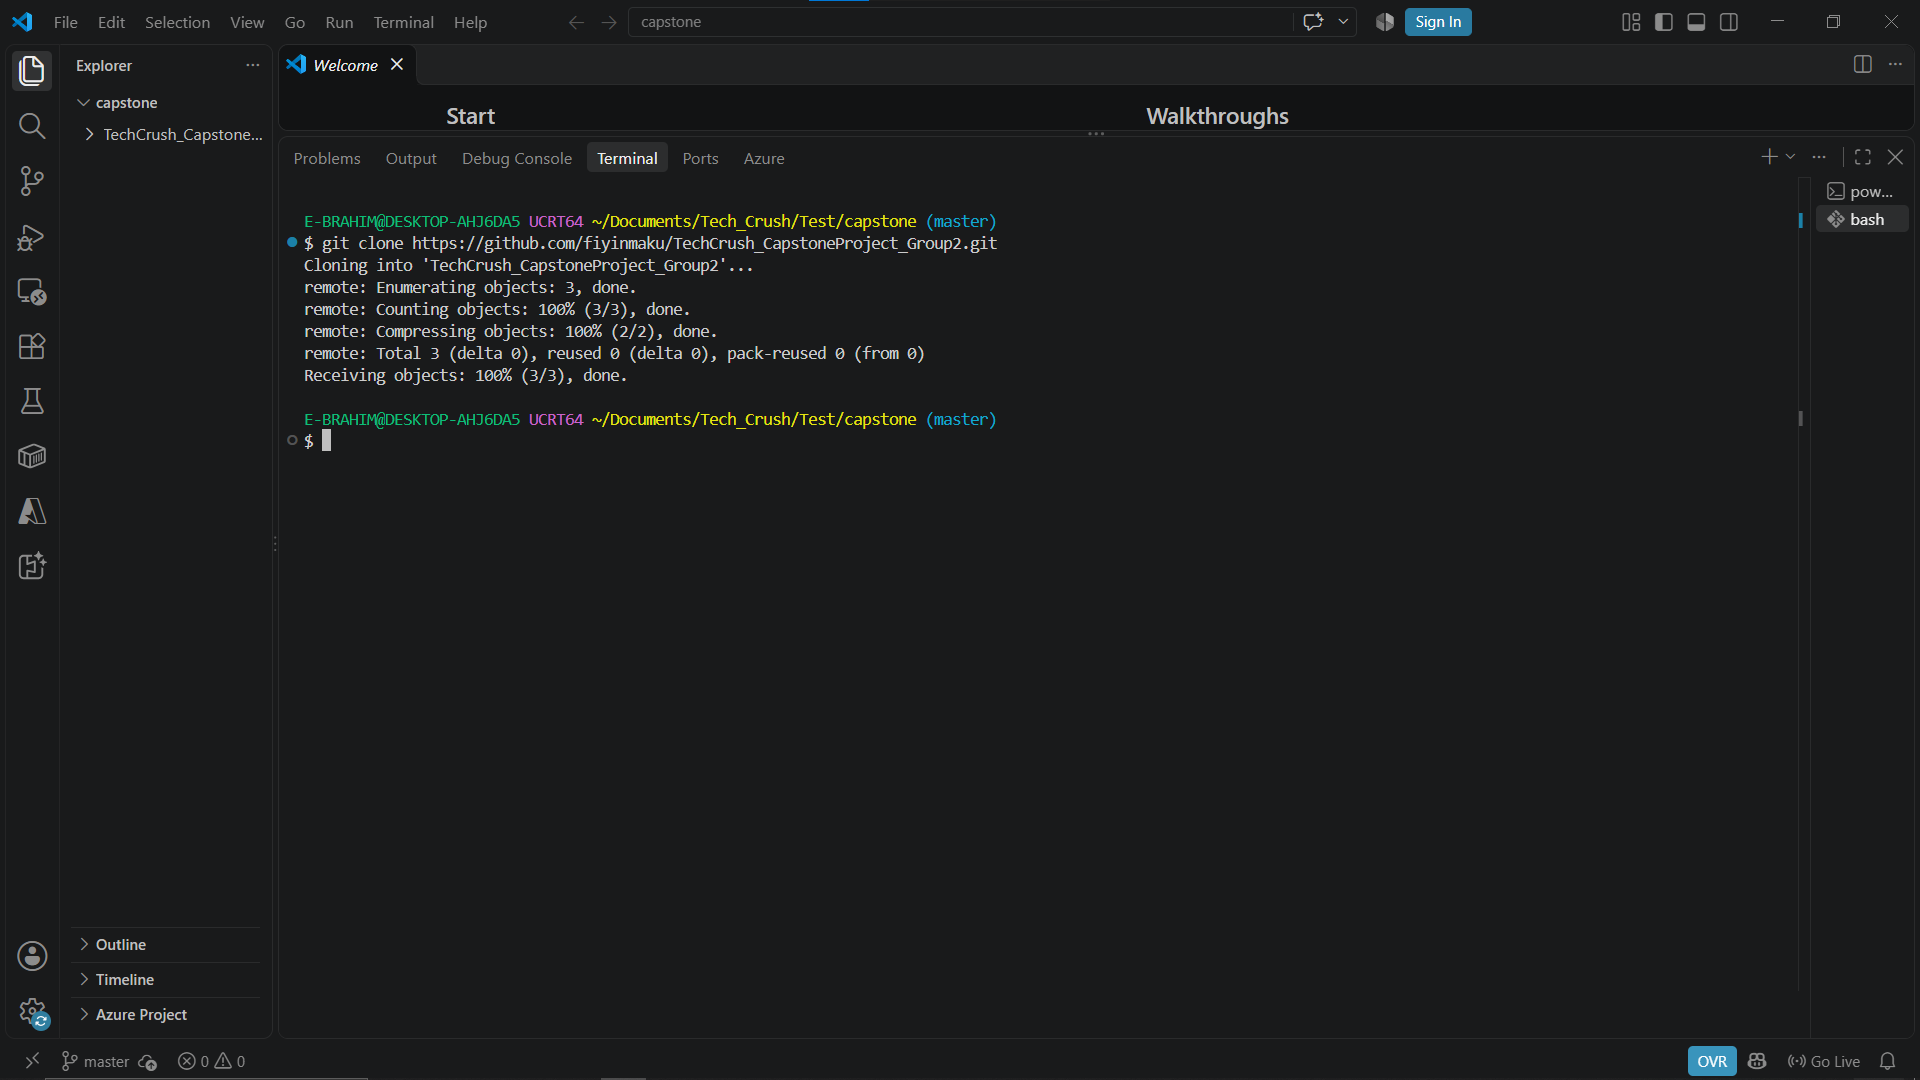 File Edit Selection View Go Run Terminal Help
capstone
Sign In
Explorer
capstone
TechCrush_Capstone...
Outline
Timeline
Azure Project
Welcome
Start
Walkthroughs
Problems Output Debug Console Terminal Ports Azure
pow...
bash
E-BRAHIM@DESKTOP-AHJ6DA5 UCRT64 ~/Documents/Tech_Crush/Test/capstone (master)
$ git clone https://github.com/fiyinmaku/TechCrush_CapstoneProject_Group2.git
Cloning into 'TechCrush_CapstoneProject_Group2'...
remote: Enumerating objects: 3, done.
remote: Counting objects: 100% (3/3), done.
remote: Compressing objects: 100% (2/2), done.
remote: Total 3 (delta 0), reused 0 (delta 0), pack-reused 0 (from 0)
Receiving objects: 100% (3/3), done.
E-BRAHIM@DESKTOP-AHJ6DA5 UCRT64 ~/Documents/Tech_Crush/Test/capstone (master)
$
master 0 0
OVR Go Live